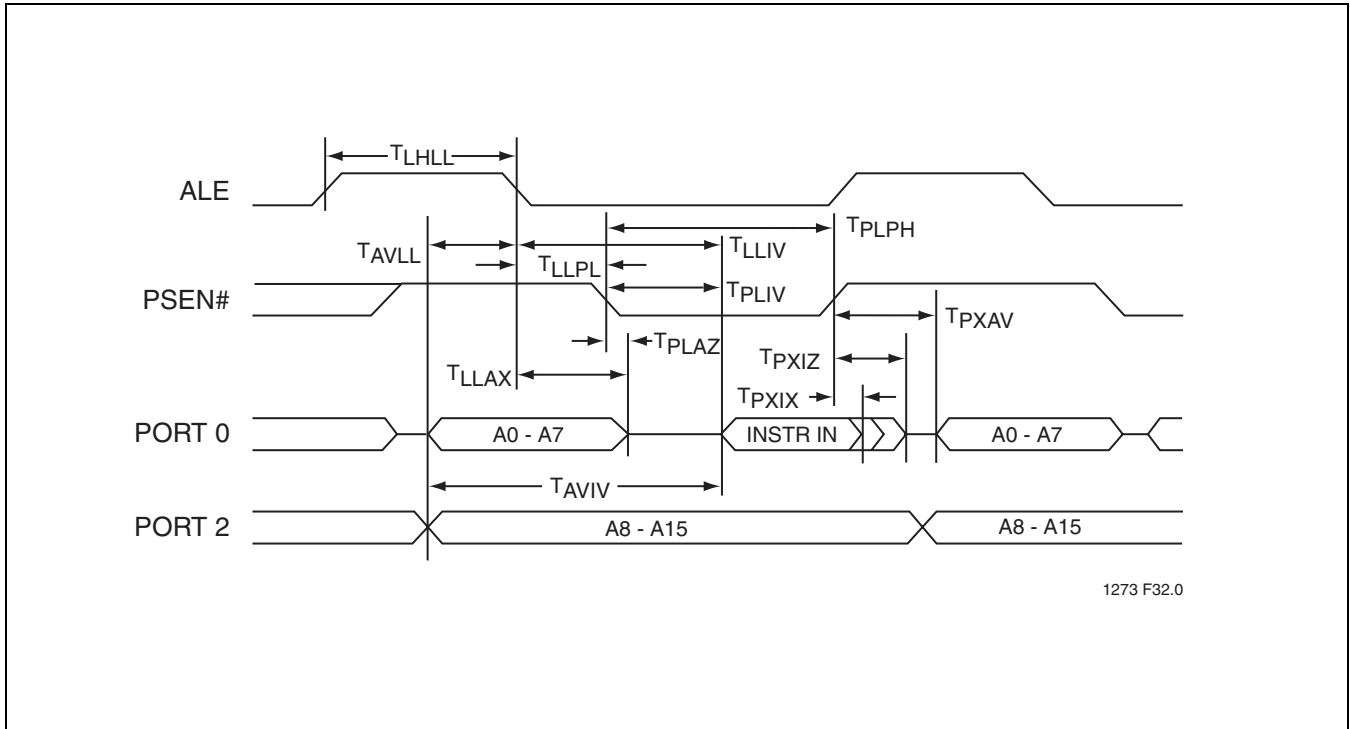 TLHLL
ALE
TPLPH
TAVLL
TLLIV
TLLPL
PSEN#
TPLIV
TPXAV
TPLAZ
TPXIZ
TLLAX
TPXIX
PORT 0
A0 - A7
INSTR IN
A0 - A7
TAVIV
PORT 2
A8 - A15
A8 - A15
1273 F32.0